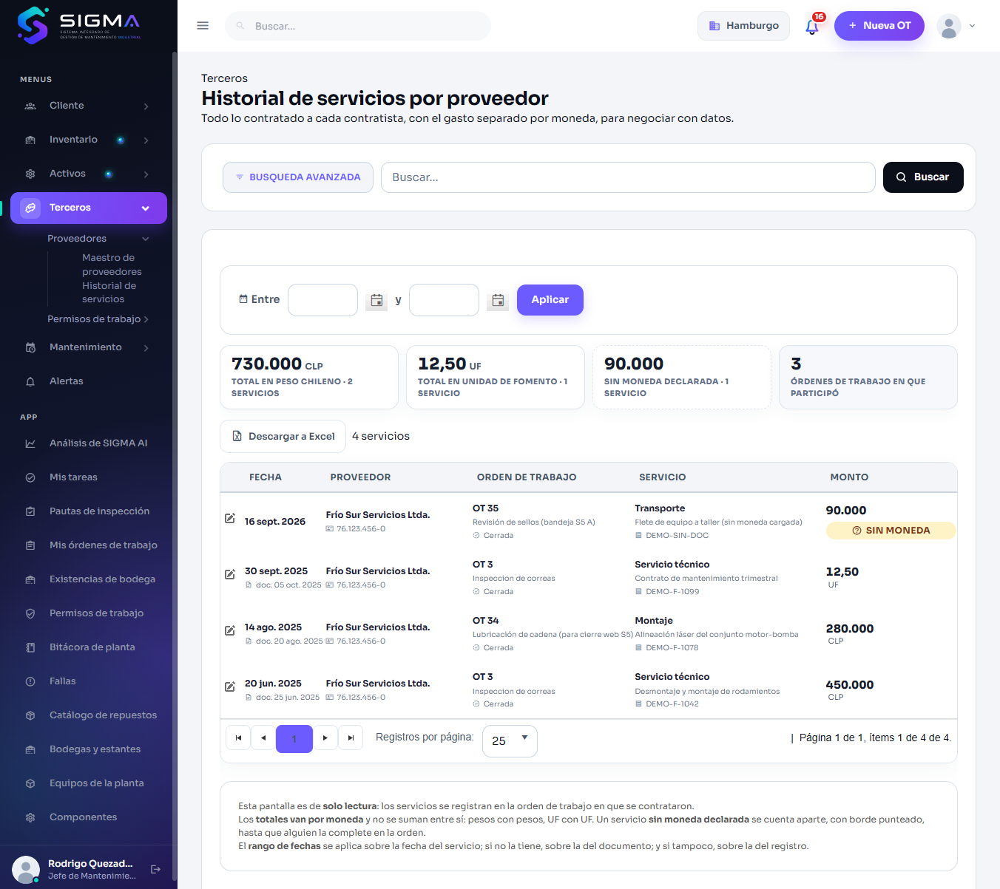 SIGMA
SISTEMA INTEGRADO DE
GESTION DE MANTENIMIENTO INDUSTRIAL
Buscar...
Hamburgo
16
+ Nueva OT
MENUS
Cliente
Inventario
Activos
Terceros
Proveedores
Maestro de
proveedores
Historial de
servicios
Permisos de trabajo
Mantenimiento
Alertas
APP
Análisis de SIGMA AI
Mis tareas
Pautas de inspección
Mis órdenes de trabajo
Existencias de bodega
Permisos de trabajo
Bitácora de planta
Fallas
Catálogo de repuestos
Bodegas y estantes
Equipos de la planta
Componentes
Rodrigo Quezad...
Jefe de Mantenimie...
Terceros
Historial de servicios por proveedor
Todo lo contratado a cada contratista, con el gasto separado por moneda, para negociar con datos.
BUSQUEDA AVANZADA
Buscar...
Buscar
Entre
y
Aplicar
730.000 CLP
TOTAL EN PESO CHILENO · 2
SERVICIOS
12,50 UF
TOTAL EN UNIDAD DE FOMENTO · 1
SERVICIO
90.000
SIN MONEDA DECLARADA · 1
SERVICIO
3
ÓRDENES DE TRABAJO EN QUE
PARTICIPÓ
Descargar a Excel
4 servicios
FECHA PROVEEDOR ORDEN DE TRABAJO SERVICIO MONTO
16 sept. 2026
Frío Sur Servicios Ltda.
76.123.456-0
OT 35
Revisión de sellos (bandeja S5 A)
Cerrada
Transporte
Flete de equipo a taller (sin moneda cargada)
DEMO-SIN-DOC
90.000
SIN MONEDA
30 sept. 2025
doc. 05 oct. 2025
Frío Sur Servicios Ltda.
76.123.456-0
OT 3
Inspeccion de correas
Cerrada
Servicio técnico
Contrato de mantenimiento trimestral
DEMO-F-1099
12,50
UF
14 ago. 2025
doc. 20 ago. 2025
Frío Sur Servicios Ltda.
76.123.456-0
OT 34
Lubricación de cadena (para cierre web S5)
Cerrada
Montaje
Alineación láser del conjunto motor-bomba
DEMO-F-1078
280.000
CLP
20 jun. 2025
doc. 25 jun. 2025
Frío Sur Servicios Ltda.
76.123.456-0
OT 3
Inspeccion de correas
Cerrada
Servicio técnico
Desmontaje y montaje de rodamientos
DEMO-F-1042
450.000
CLP
1
Registros por página:
25
| Página 1 de 1, ítems 1 de 4 de 4.
Esta pantalla es de solo lectura: los servicios se registran en la orden de trabajo en que se contrataron.
Los totales van por moneda y no se suman entre sí: pesos con pesos, UF con UF. Un servicio sin moneda declarada se cuenta aparte, con borde punteado,
hasta que alguien la complete en la orden.
El rango de fechas se aplica sobre la fecha del servicio; si no la tiene, sobre la del documento; y si tampoco, sobre la del registro.